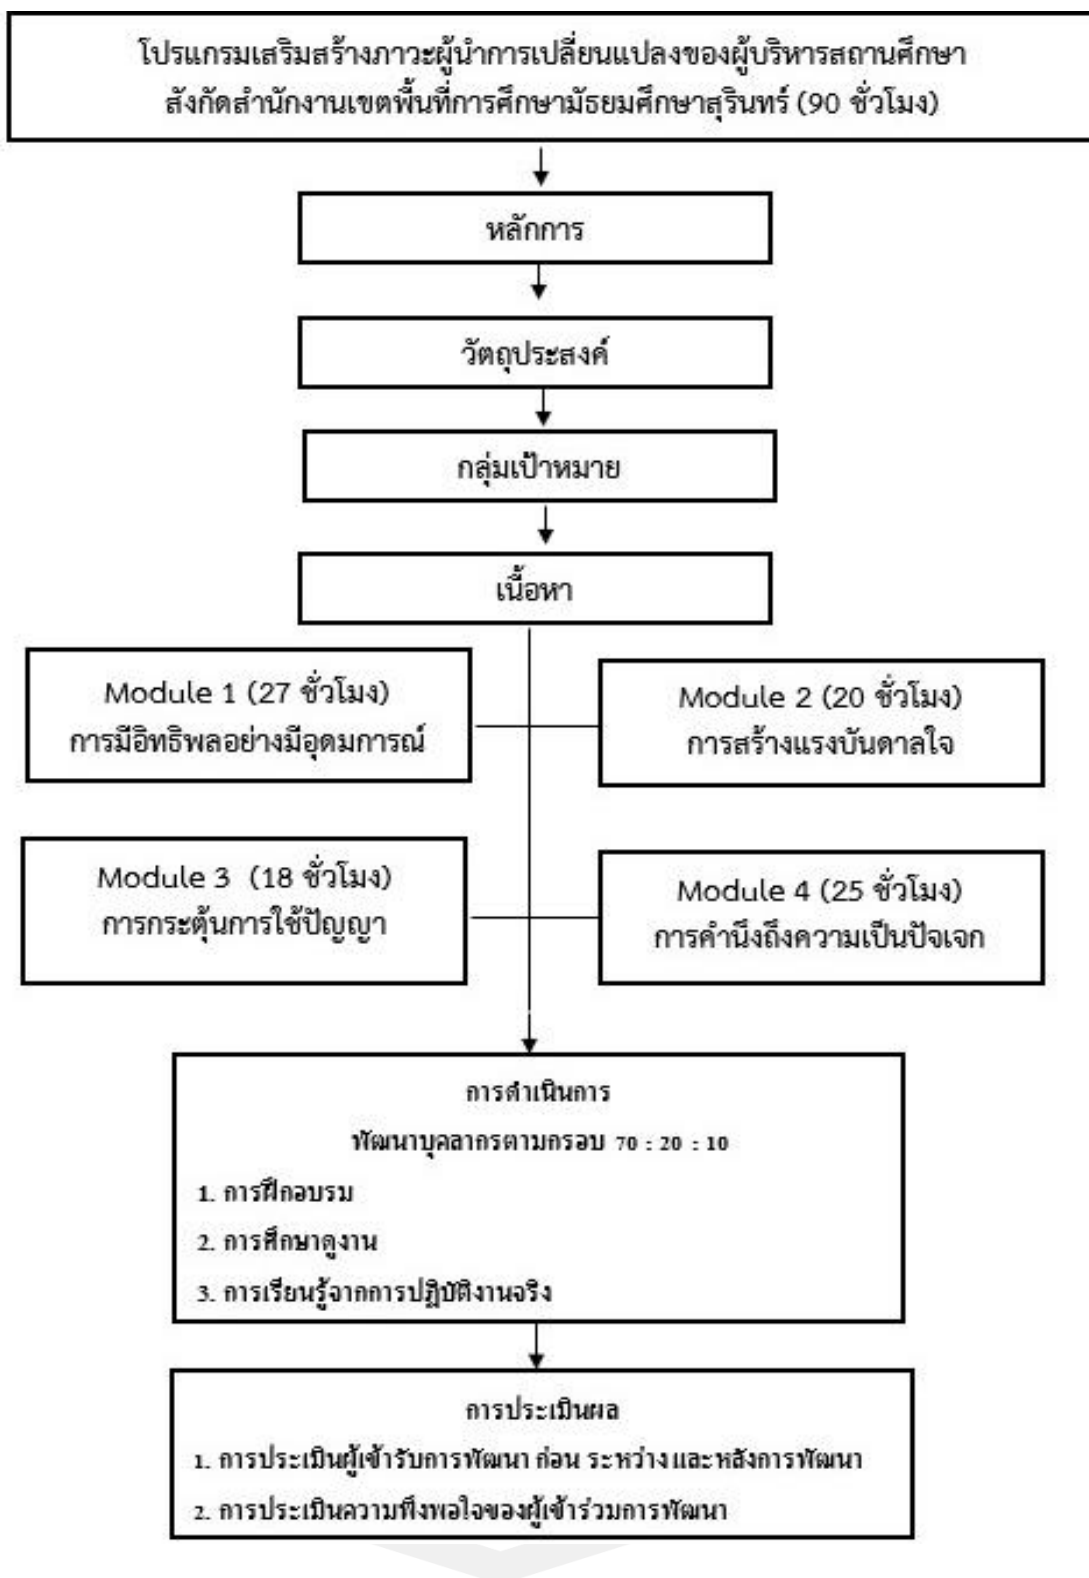 โปรแกรมเสริมสร้างภาวะผู้นำการเปลี่ยนแปลงของผู้บริหารสถานศึกษา
สังกัดสำนักงานเขตพื้นที่การศึกษามัธยมศึกษาสุรินทร์ (90 ชั่วโมง)
หลักการ
วัตถุประสงค์
กลุ่มเป้าหมาย
เนื้อหา
Module 1 (27 ชั่วโมง)
การมีอิทธิพลอย่างมีอุดมการณ์
Module 2 (20 ชั่วโมง)
การสร้างแรงบันดาลใจ
Module 3 (18 ชั่วโมง)
การกระตุ้นการใช้ปัญญา
Module 4 (25 ชั่วโมง)
การคำนึงถึงความเป็นปัจเจก
การดำเนินการ
พัฒนาบุคลากรตามกรอบ 70 : 20 : 10
1. การฝึกอบรม
2. การศึกษาดูงาน
3. การเรียนรู้จากการปฏิบัติงานจริง
การประเมินผล
1. การประเมินผู้เข้ารับการพัฒนา ก่อน ระหว่าง และหลังการพัฒนา
2. การประเมินความพึงพอใจของผู้เข้าร่วมการพัฒนา